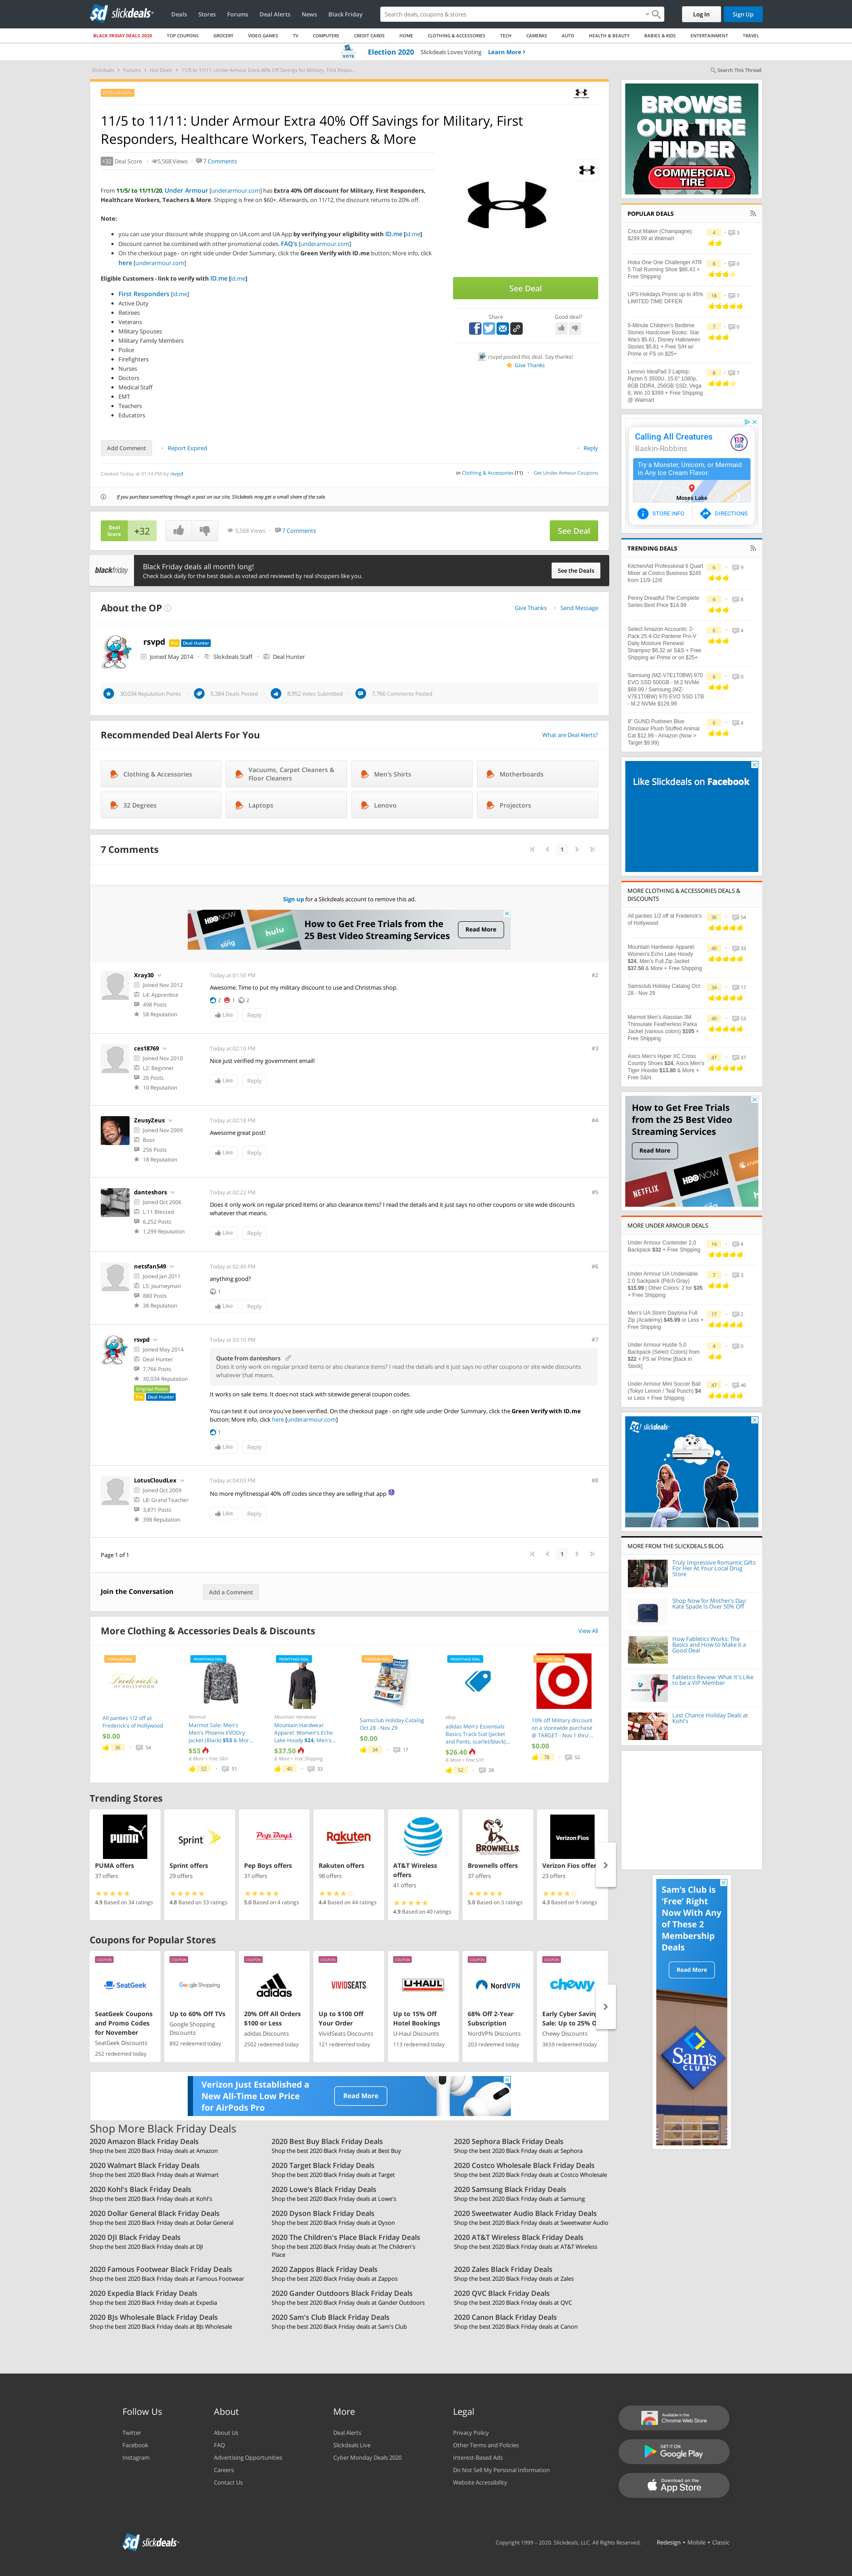 slickdeals
Deals Stores Forums Deal Alerts News Black Friday
Search deals, coupons & stores
Log In Sign Up
BLACK FRIDAY DEALS 2020 TOP COUPONS GROCERY VIDEO GAMES TV COMPUTERS CREDIT CARDS HOME CLOTHING & ACCESSORIES TECH CAMERAS AUTO HEALTH & BEAUTY BABIES & KIDS ENTERTAINMENT TRAVEL
VOTE Election 2020 Slickdeals Loves Voting Learn More ›
Slickdeals Forums Hot Deals 11/5 to 11/11: Under Armour Extra 40% Off Savings for Military, First Respo...
Search This Thread
POPULAR DEAL
11/5 to 11/11: Under Armour Extra 40% Off Savings for Military, First
Responders, Healthcare Workers, Teachers & More
+32 Deal Score 5,568 Views 7 Comments
From 11/5/ to 11/11/20, Under Armour [underarmour.com] has Extra 40% Off discount for Military, First Responders,
Healthcare Workers, Teachers & More. Shipping is free on $60+. Afterwards, on 11/12, the discount returns to 20% off.
Note:
you can use your discount while shopping on UA.com and UA App by verifying your eligibility with ID.me [id.me]
Discount cannot be combined with other promotional codes. FAQ's [underarmour.com]
On the checkout page - on right side under Order Summary, click the Green Verify with ID.me button; More info, click
here [underarmour.com]
Eligible Customers - link to verify with ID.me [id.me]
First Responders [id.me]
Active Duty
Retirees
Veterans
Military Spouses
Military Family Members
Police
Firefighters
Nurses
Doctors
Medical Staff
EMT
Teachers
Educators
See Deal
Share Good deal?
rsvpd posted this deal. Say thanks!
Give Thanks
Add Comment Report Expired Reply
Created Today at 01:14 PM by rsvpd
in Clothing & Accessories (11) Get Under Armour Coupons
If you purchase something through a post on our site, Slickdeals may get a small share of the sale.
Deal
Score
+32 5,568 Views 7 Comments See Deal
blackfriday
Black Friday deals all month long!
Check back daily for the best deals as voted and reviewed by real shoppers like you.
See the Deals
About the OP
Give Thanks Send Message
rsvpd Pro Deal Hunter
Joined May 2014 Slickdeals Staff Deal Hunter
30,034 Reputation Points 5,384 Deals Posted 8,952 Votes Submitted 7,766 Comments Posted
Recommended Deal Alerts For You
What are Deal Alerts?
Clothing & Accessories
Vacuums, Carpet Cleaners &
Floor Cleaners
Men's Shirts
Motherboards
32 Degrees
Laptops
Lenovo
Projectors
7 Comments
1
Sign up for a Slickdeals account to remove this ad.
HBO NOW sling hulu
How to Get Free Trials from the
25 Best Video Streaming Services
Read More
Xray30
Joined Nov 2012
L4: Apprentice
498 Posts
58 Reputation
Today at 01:50 PM #2
Awesome. Time to put my military discount to use and Christmas shop.
2 1 2
Like Reply
ces18769
Joined Nov 2010
L2: Beginner
26 Posts
10 Reputation
Today at 02:10 PM #3
Nice just verified my government email!
Like Reply
ZeusyZeus
Joined Nov 2009
Boss
256 Posts
18 Reputation
Today at 02:18 PM #4
Awesome great post!
Like Reply
danteshors
Joined Oct 2006
L:11 Blessed
6,252 Posts
1,299 Reputation
Today at 02:22 PM #5
Does it only work on regular priced items or also clearance items? I read the details and it just says no other coupons or site wide discounts
whatever that means.
Like Reply
netsfan549
Joined Jan 2011
L5: Journeyman
880 Posts
38 Reputation
Today at 02:49 PM #6
anything good?
1
Like Reply
rsvpd
Joined May 2014
Deal Hunter
7,766 Posts
30,034 Reputation
Original Poster
Pro Deal Hunter
Today at 03:15 PM #7
Quote from danteshors
Does it only work on regular priced items or also clearance items? I read the details and it just says no other coupons or site wide discounts
whatever that means.
It works on sale items. It does not stack with sitewide general coupon codes.
You can test it out once you've been verified. On the checkout page - on right side under Order Summary, click the Green Verify with ID.me
button; More info, click here [underarmour.com]
1
Like Reply
LotusCloudLex
Joined Oct 2009
L8: Grand Teacher
3,871 Posts
398 Reputation
Today at 04:03 PM #8
No more myfitnesspal 40% off codes since they are selling that app
Like Reply
Page 1 of 1
1
Join the Conversation Add a Comment
More Clothing & Accessories Deals & Discounts
View All
POPULAR DEAL
Frederick's
OF HOLLYWOOD
All panties 1/2 off at
Frederick's of Hollywood
$0.00
36 54
FRONTPAGE DEAL
Marmot
Marmot Sale: Men's
Men's Phoenix EVODry
Jacket (Black) $53 & Mor...
$53
& More + Free S&H
52 51
FRONTPAGE DEAL
Mountain Hardwear
Mountain Hardwear
Apparel: Women's Echo
Lake Hoody $24, Men's...
$37.50
& More + Free Shipping
40 33
POPULAR DEAL
Samsclub Holiday Catalog
Oct 28 - Nov 29
$0.00
34 17
FRONTPAGE DEAL
eBay
adidas Men's Essentials
Basics Track Suit (Jacket
and Pants, scarlet/black)...
$26.40
& More + Free S/H
52 28
POPULAR DEAL
10% off Military discount
on a storewide purchase
@ TARGET - Nov 1 thru'...
$0.00
78 52
Trending Stores
PUMA
PUMA offers
37 offers
4.9 Based on 34 ratings
Sprint
Sprint offers
29 offers
4.8 Based on 33 ratings
Pep Boys
Pep Boys offers
31 offers
5.0 Based on 4 ratings
Rakuten
Rakuten offers
98 offers
4.4 Based on 44 ratings
AT&T
AT&T Wireless
offers
41 offers
4.9 Based on 40 ratings
BROWNELLS
Brownells offers
37 offers
5.0 Based on 3 ratings
Verizon Fios
Verizon Fios offer
23 offers
4.3 Based on 9 ratings
Coupons for Popular Stores
COUPON
SeatGeek
SeatGeek Coupons
and Promo Codes
for November
SeatGeek Discounts
252 redeemed today
COUPON
Google Shopping
Up to 60% Off TVs
Google Shopping
Discounts
892 redeemed today
COUPON
adidas
20% Off All Orders
$100 or Less
adidas Discounts
2502 redeemed today
COUPON
VIVIDSEATS
Up to $100 Off
Your Order
VividSeats Discounts
121 redeemed today
COUPON
U-HAUL
Up to 15% Off
Hotel Bookings
U-Haul Discounts
113 redeemed today
COUPON
NordVPN
68% Off 2-Year
Subscription
NordVPN Discounts
203 redeemed today
COUPON
chewy
Early Cyber Saving
Sale: Up to 25% O
Chewy Discounts
3659 redeemed today
Verizon Just Established a
New All-Time Low Price
for AirPods Pro
Read More
Shop More Black Friday Deals
2020 Amazon Black Friday Deals
Shop the best 2020 Black Friday deals at Amazon
2020 Best Buy Black Friday Deals
Shop the best 2020 Black Friday deals at Best Buy
2020 Sephora Black Friday Deals
Shop the best 2020 Black Friday deals at Sephora
2020 Walmart Black Friday Deals
Shop the best 2020 Black Friday deals at Walmart
2020 Target Black Friday Deals
Shop the best 2020 Black Friday deals at Target
2020 Costco Wholesale Black Friday Deals
Shop the best 2020 Black Friday deals at Costco Wholesale
2020 Kohl's Black Friday Deals
Shop the best 2020 Black Friday deals at Kohl's
2020 Lowe's Black Friday Deals
Shop the best 2020 Black Friday deals at Lowe's
2020 Samsung Black Friday Deals
Shop the best 2020 Black Friday deals at Samsung
2020 Dollar General Black Friday Deals
Shop the best 2020 Black Friday deals at Dollar General
2020 Dyson Black Friday Deals
Shop the best 2020 Black Friday deals at Dyson
2020 Sweetwater Audio Black Friday Deals
Shop the best 2020 Black Friday deals at Sweetwater Audio
2020 DJI Black Friday Deals
Shop the best 2020 Black Friday deals at DJI
2020 The Children's Place Black Friday Deals
Shop the best 2020 Black Friday deals at The Children's
Place
2020 AT&T Wireless Black Friday Deals
Shop the best 2020 Black Friday deals at AT&T Wireless
2020 Famous Footwear Black Friday Deals
Shop the best 2020 Black Friday deals at Famous Footwear
2020 Zappos Black Friday Deals
Shop the best 2020 Black Friday deals at Zappos
2020 Zales Black Friday Deals
Shop the best 2020 Black Friday deals at Zales
2020 Expedia Black Friday Deals
Shop the best 2020 Black Friday deals at Expedia
2020 Gander Outdoors Black Friday Deals
Shop the best 2020 Black Friday deals at Gander Outdoors
2020 QVC Black Friday Deals
Shop the best 2020 Black Friday deals at QVC
2020 BJs Wholesale Black Friday Deals
Shop the best 2020 Black Friday deals at BJs Wholesale
2020 Sam's Club Black Friday Deals
Shop the best 2020 Black Friday deals at Sam's Club
2020 Canon Black Friday Deals
Shop the best 2020 Black Friday deals at Canon
BROWSE
OUR TIRE
FINDER
COMMERCIAL
TIRE
POPULAR DEALS
Cricut Maker (Champagne)
$299.99 at Walmart
4 3
Hoka One One Challenger ATR
5 Trail Running Shoe $66.43 +
Free Shipping
8 0
UPS Holidays Promo up to 45%
LIMITED TIME OFFER
18 7
5-Minute Children's Bedtime
Stories Hardcover Books: Star
Wars $5.61, Disney Halloween
Stories $5.81 + Free S/H w/
Prime or FS on $25+
7 0
Lenovo IdeaPad 3 Laptop:
Ryzen 5 3500U, 15.6" 1080p,
8GB DDR4, 256GB SSD, Vega
8, Win 10 $399 + Free Shipping
@ Walmart
8 7
Calling All Creatures
Baskin-Robbins
Try a Monster, Unicorn, or Mermaid
in Any Ice Cream Flavor.
Moses Lake
STORE INFO DIRECTIONS
TRENDING DEALS
KitchenAid Professional 6 Quart
Mixer at Costco Business $245
from 11/9-12/6
6 9
Penny Dreadful The Complete
Series Best Price $14.99
6 8
Select Amazon Accounts: 2-
Pack 25.4-Oz Pantene Pro-V
Daily Moisture Renewal
Shampoo $6.32 w/ S&S + Free
Shipping w/ Prime or on $25+
6 4
Samsung (MZ-V7E1T0BW) 970
EVO SSD 500GB - M.2 NVMe
$69.99 / Samsung (MZ-
V7E1T0BW) 970 EVO SSD 1TB
- M.2 NVMe $129.99
6 0
9" GUND Pusheen Blue
Dinosaur Plush Stuffed Animal
Cat $12.99 - Amazon (Now >
Target $9.99)
6 4
Like Slickdeals on Facebook
MORE CLOTHING & ACCESSORIES DEALS &
DISCOUNTS
All panties 1/2 off at Frederick's
of Hollywood
36 54
Mountain Hardwear Apparel:
Women's Echo Lake Hoody
$24, Men's Full Zip Jacket
$37.50 & More + Free Shipping
40 33
Samsclub Holiday Catalog Oct
28 - Nov 29
34 17
Marmot Men's Alassian 3M
Thinsulate Featherless Parka
Jacket (various colors) $105 +
Free Shipping
40 53
Asics Men's Hyper XC Cross
Country Shoes $24, Asics Men's
Tiger Hoodie $13.80 & More +
Free S&H
47 47
How to Get Free Trials
from the 25 Best Video
Streaming Services
Read More
NETFLIX HBO NOW
MORE UNDER ARMOUR DEALS
Under Armour Contender 2.0
Backpack $32 + Free Shipping
14 4
Under Armour UA Undeniable
2.0 Sackpack (Pitch Gray)
$15.99 | Other Colors: 2 for $35
+ Free Shipping
7 3
Men's UA Storm Daytona Full
Zip (Academy) $45.99 or Less +
Free Shipping
17 2
Under Armour Hustle 5.0
Backpack (Select Colors) from
$22 + FS w/ Prime [Back in
Stock]
4 0
Under Armour Mini Soccer Ball
(Tokyo Lemon / Teal Punch) $4
or Less + Free Shipping
47 40
slickdeals
MORE FROM THE SLICKDEALS BLOG
Truly Impressive Romantic Gifts
For Her At Your Local Drug
Store
Shop Now for Mother's Day:
Kate Spade Is Over 50% Off
How Fabletics Works: The
Basics and How to Make it a
Good Deal
Fabletics Review: What It's Like
to be a VIP Member
Last Chance Holiday Deals at
Kohl's
Sam's Club is
'Free' Right
Now With Any
of These 2
Membership
Deals
Read More
Sam's
CLUB
Follow Us
Twitter
Facebook
Instagram
About
About Us
FAQ
Advertising Opportunities
Careers
Contact Us
More
Deal Alerts
Slickdeals Live
Cyber Monday Deals 2020
Legal
Privacy Policy
Other Terms and Policies
Interest-Based Ads
Do Not Sell My Personal Information
Website Accessibility
Available in the
Chrome Web Store
GET IT ON
Google Play
Download on the
App Store
slickdeals
Copyright 1999 - 2020. Slickdeals, LLC. All Rights Reserved. Redesign • Mobile • Classic